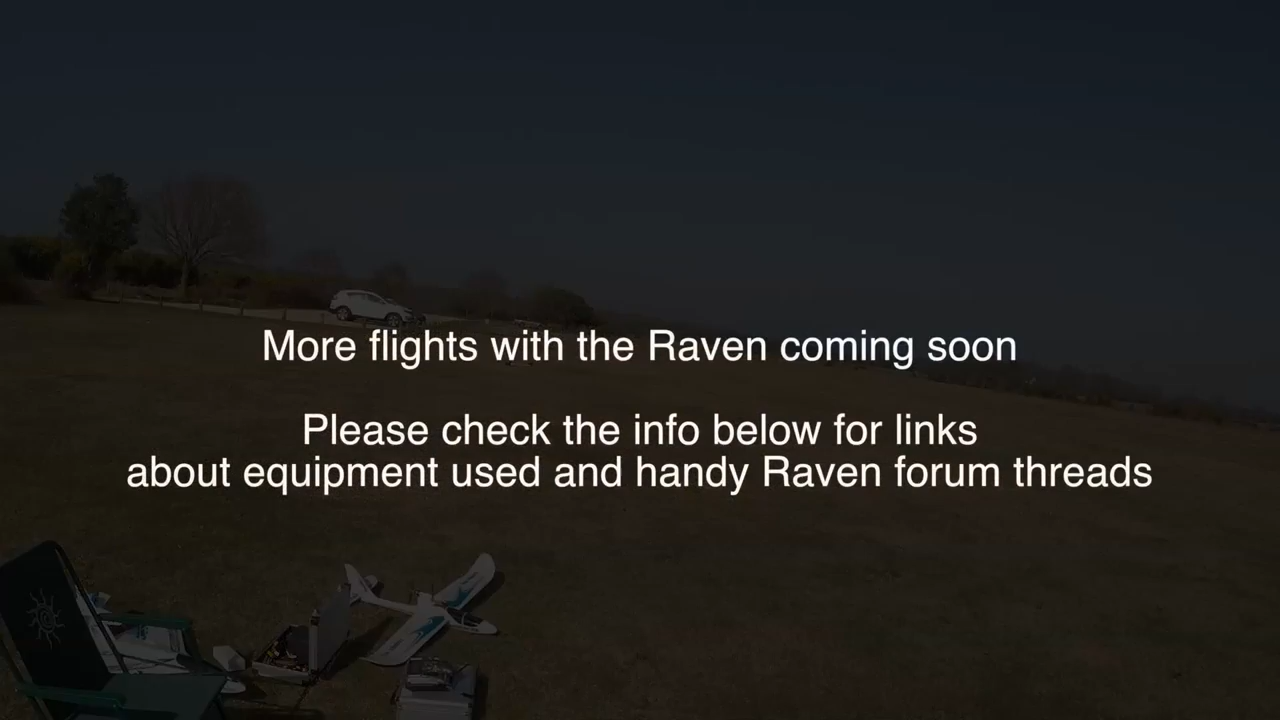 More flights with the Raven coming soon
Please check the info below for links
about equipment used and handy Raven forum threads